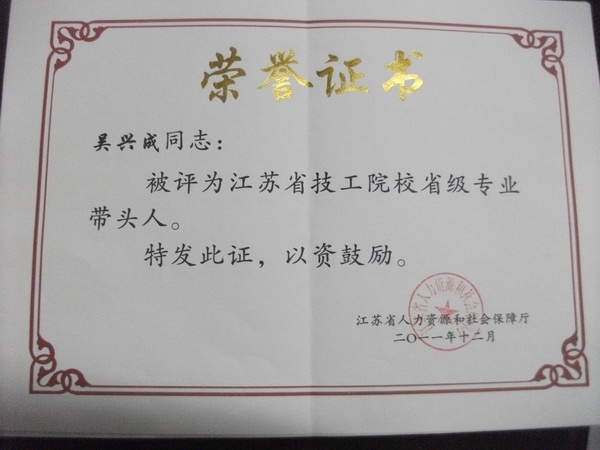 荣誉证书
吴兴成同志：
被评为江苏省技工院校省级专业
带头人。
特发此证，以资鼓励。
江苏省人力资源和社会保障厅
二〇一一年十二月